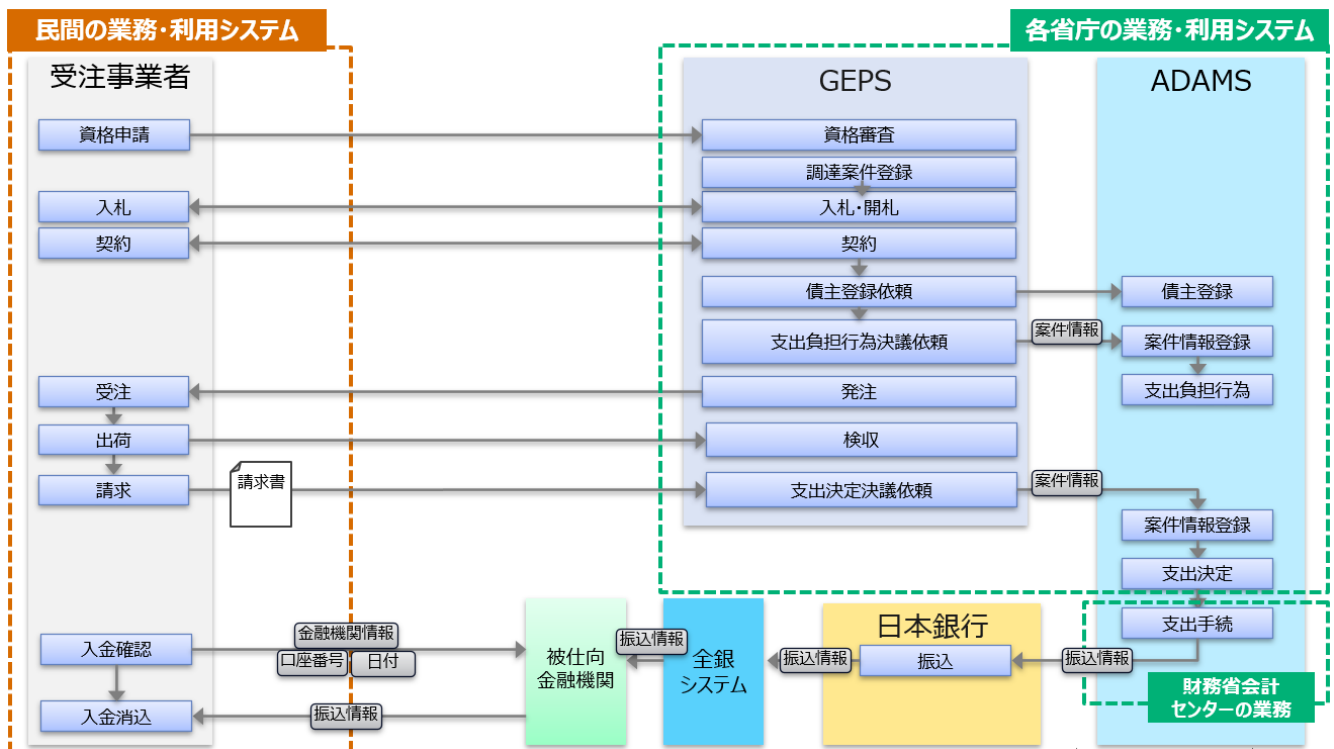 民間の業務・利用システム
各省庁の業務・利用システム
受注事業者
GEPS
ADAMS
資格申請
資格審査
調達案件登録
入札
入札・開札
契約
契約
債主登録依頼
債主登録
支出負担行為決議依頼
案件情報
案件情報登録
受注
発注
支出負担行為
出荷
検収
請求
請求書
支出決定決議依頼
案件情報
案件情報登録
支出決定
支出手続
入金確認
金融機関情報
口座番号
日付
被仕向
金融機関
振込情報
全銀
システム
振込情報
日本銀行
振込
振込情報
財務省会計
センターの業務
入金消込
振込情報